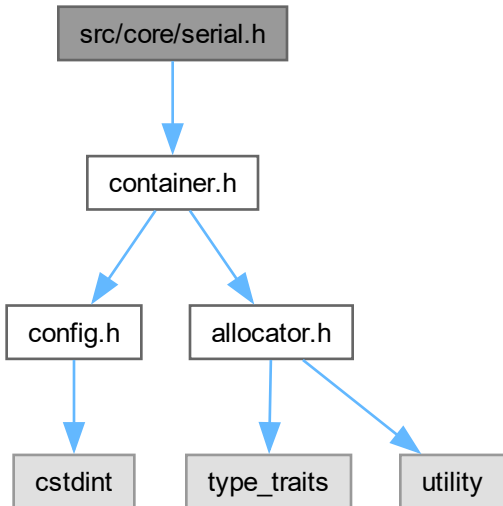 src/core/serial.h
container.h
config.h
allocator.h
cstdint
type_traits
utility